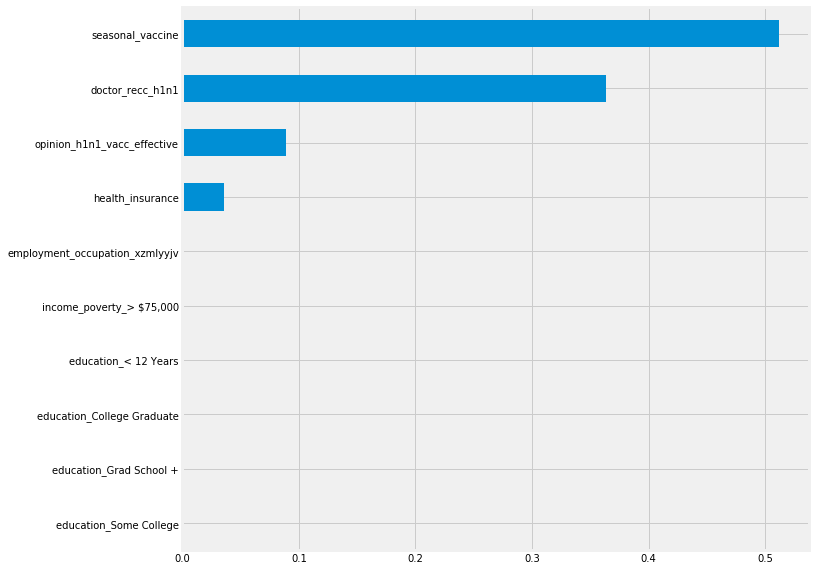 seasonal_vaccine
doctor_recc_h1n1
opinion_h1n1_vacc_effective
health_insurance
employment_occupation_xzmlyyjv
income_poverty_> $75,000
education_< 12 Years
education_College Graduate
education_Grad School +
education_Some College
0.0 0.1 0.2 0.3 0.4 0.5